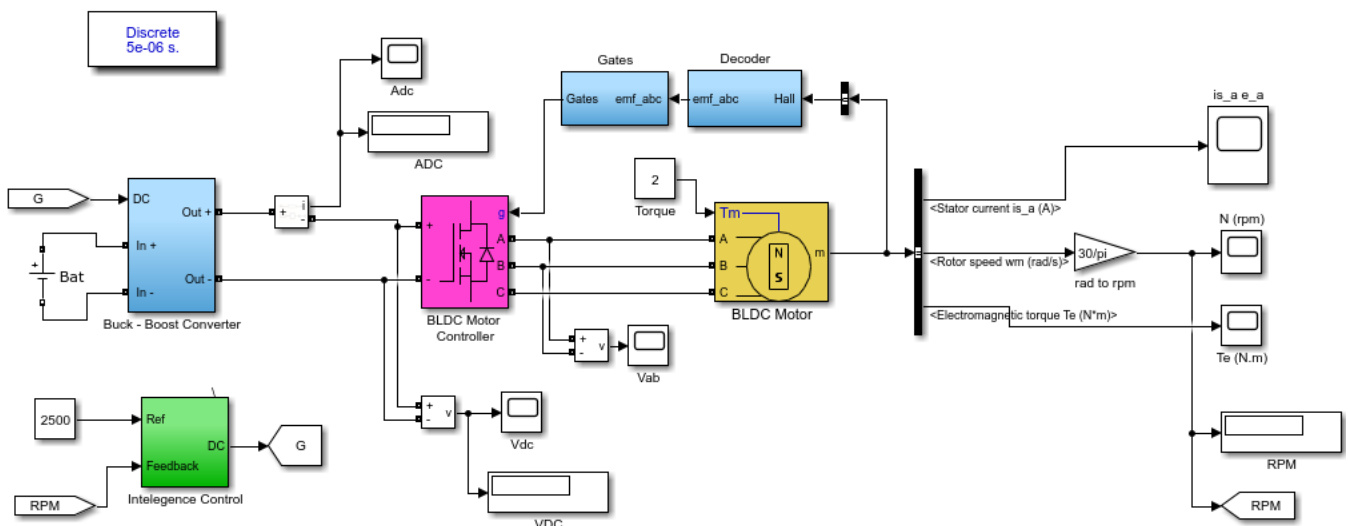 Discrete
5e-06 s.
Adc
ADC
Gates
Decoder
Gates
emf_abc
emf_abc
Hall
is_a e_a
G
DC
Out +
In +
Bat
Out -
In -
Buck - Boost Converter
+
i
-
+
g
A
B
-
C
BLDC Motor
Controller
2
Torque
Tm
A
B
C
N
S
m
BLDC Motor
<Stator current is_a (A)>
<Rotor speed wm (rad/s)>
<Electromagnetic torque Te (N*m)>
30/pi
rad to rpm
N (rpm)
Te (N.m)
+
-
v
Vab
+
-
v
Vdc
VDC
2500
Ref
DC
Feedback
Intelegence Control
G
RPM
RPM
RPM